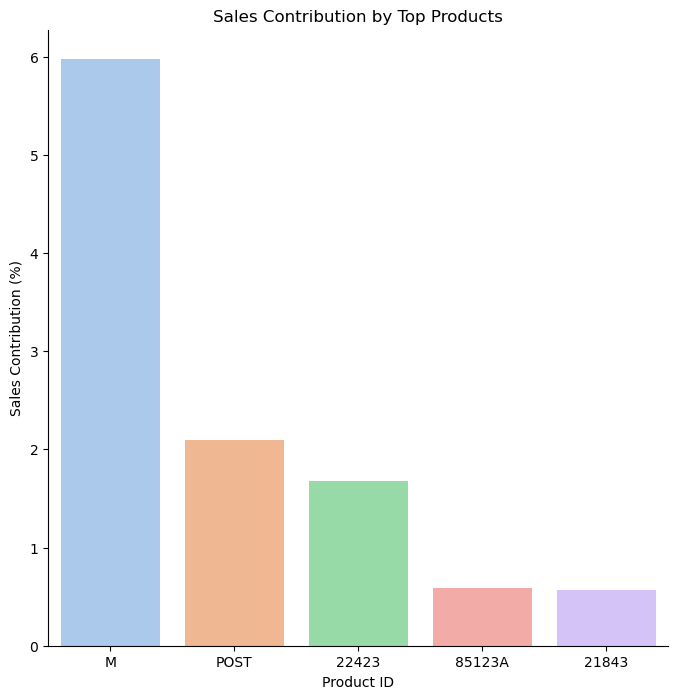 Sales Contribution by Top Products
Sales Contribution (%)
6
5
4
3
2
1
0
M POST 22423 85123A 21843
Product ID